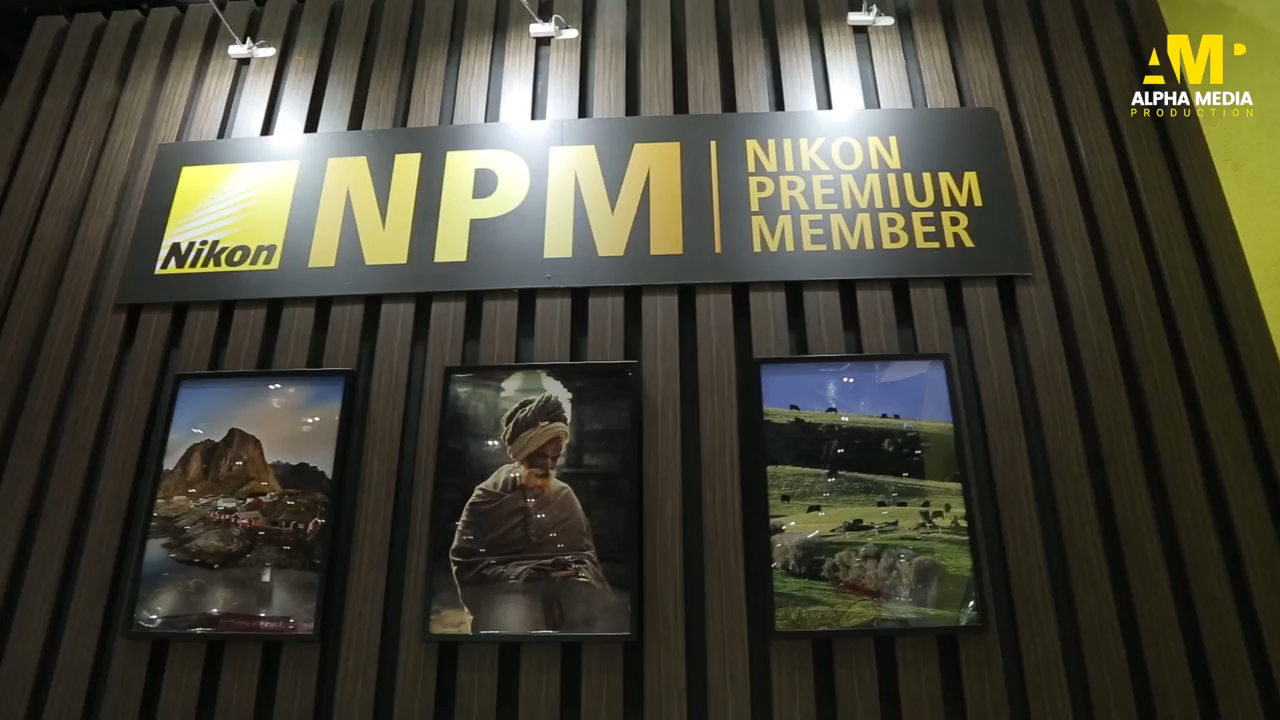 Nikon
NPM
NIKON
PREMIUM
MEMBER
AMP
ALPHA MEDIA
PRODUCTION